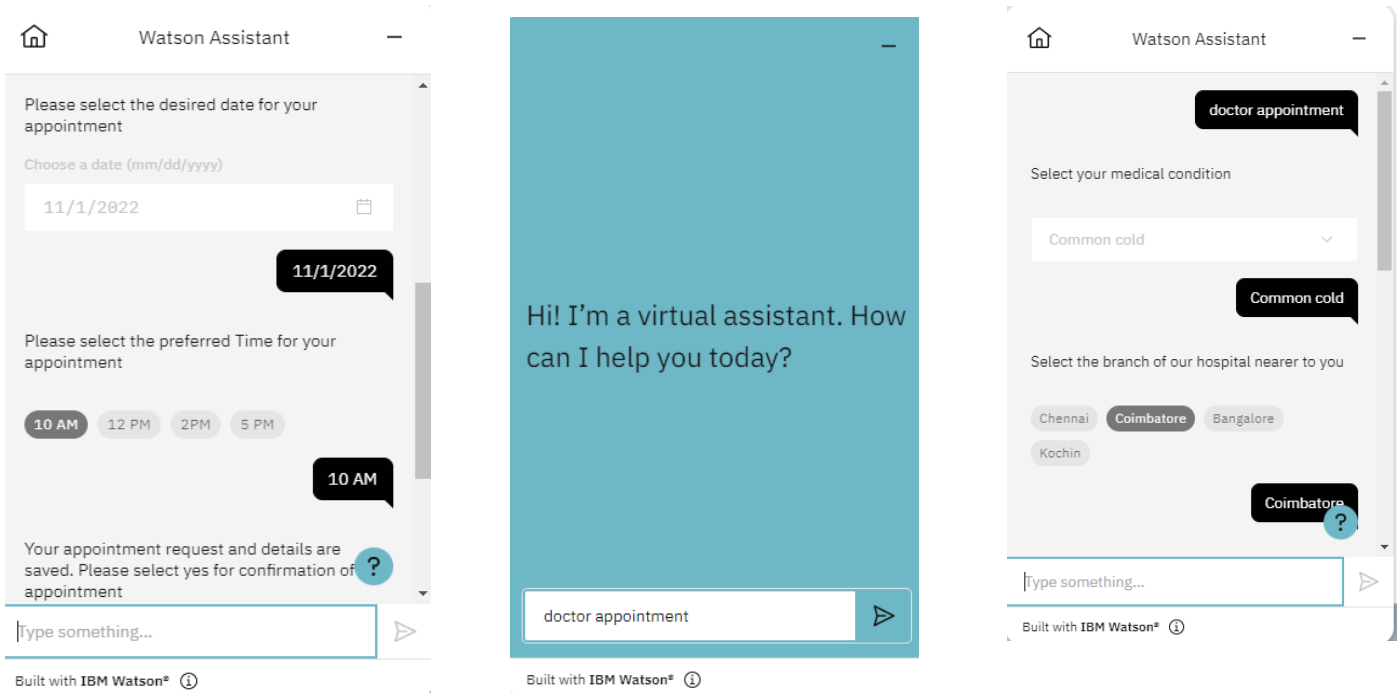 Watson Assistant
Please select the desired date for your
appointment
Choose a date (mm/dd/yyyy)
11/1/2022
11/1/2022
Please select the preferred Time for your
appointment
10 AM 12 PM 2PM 5 PM
10 AM
Your appointment request and details are
saved. Please select yes for confirmation of
appointment
?
Type something...
Built with IBM Watson®
Hi! I’m a virtual assistant. How
can I help you today?
doctor appointment
Built with IBM Watson®
Watson Assistant
doctor appointment
Select your medical condition
Common cold
Common cold
Select the branch of our hospital nearer to you
Chennai Coimbatore Bangalore
Kochin
Coimbatore
?
Type something...
Built with IBM Watson®